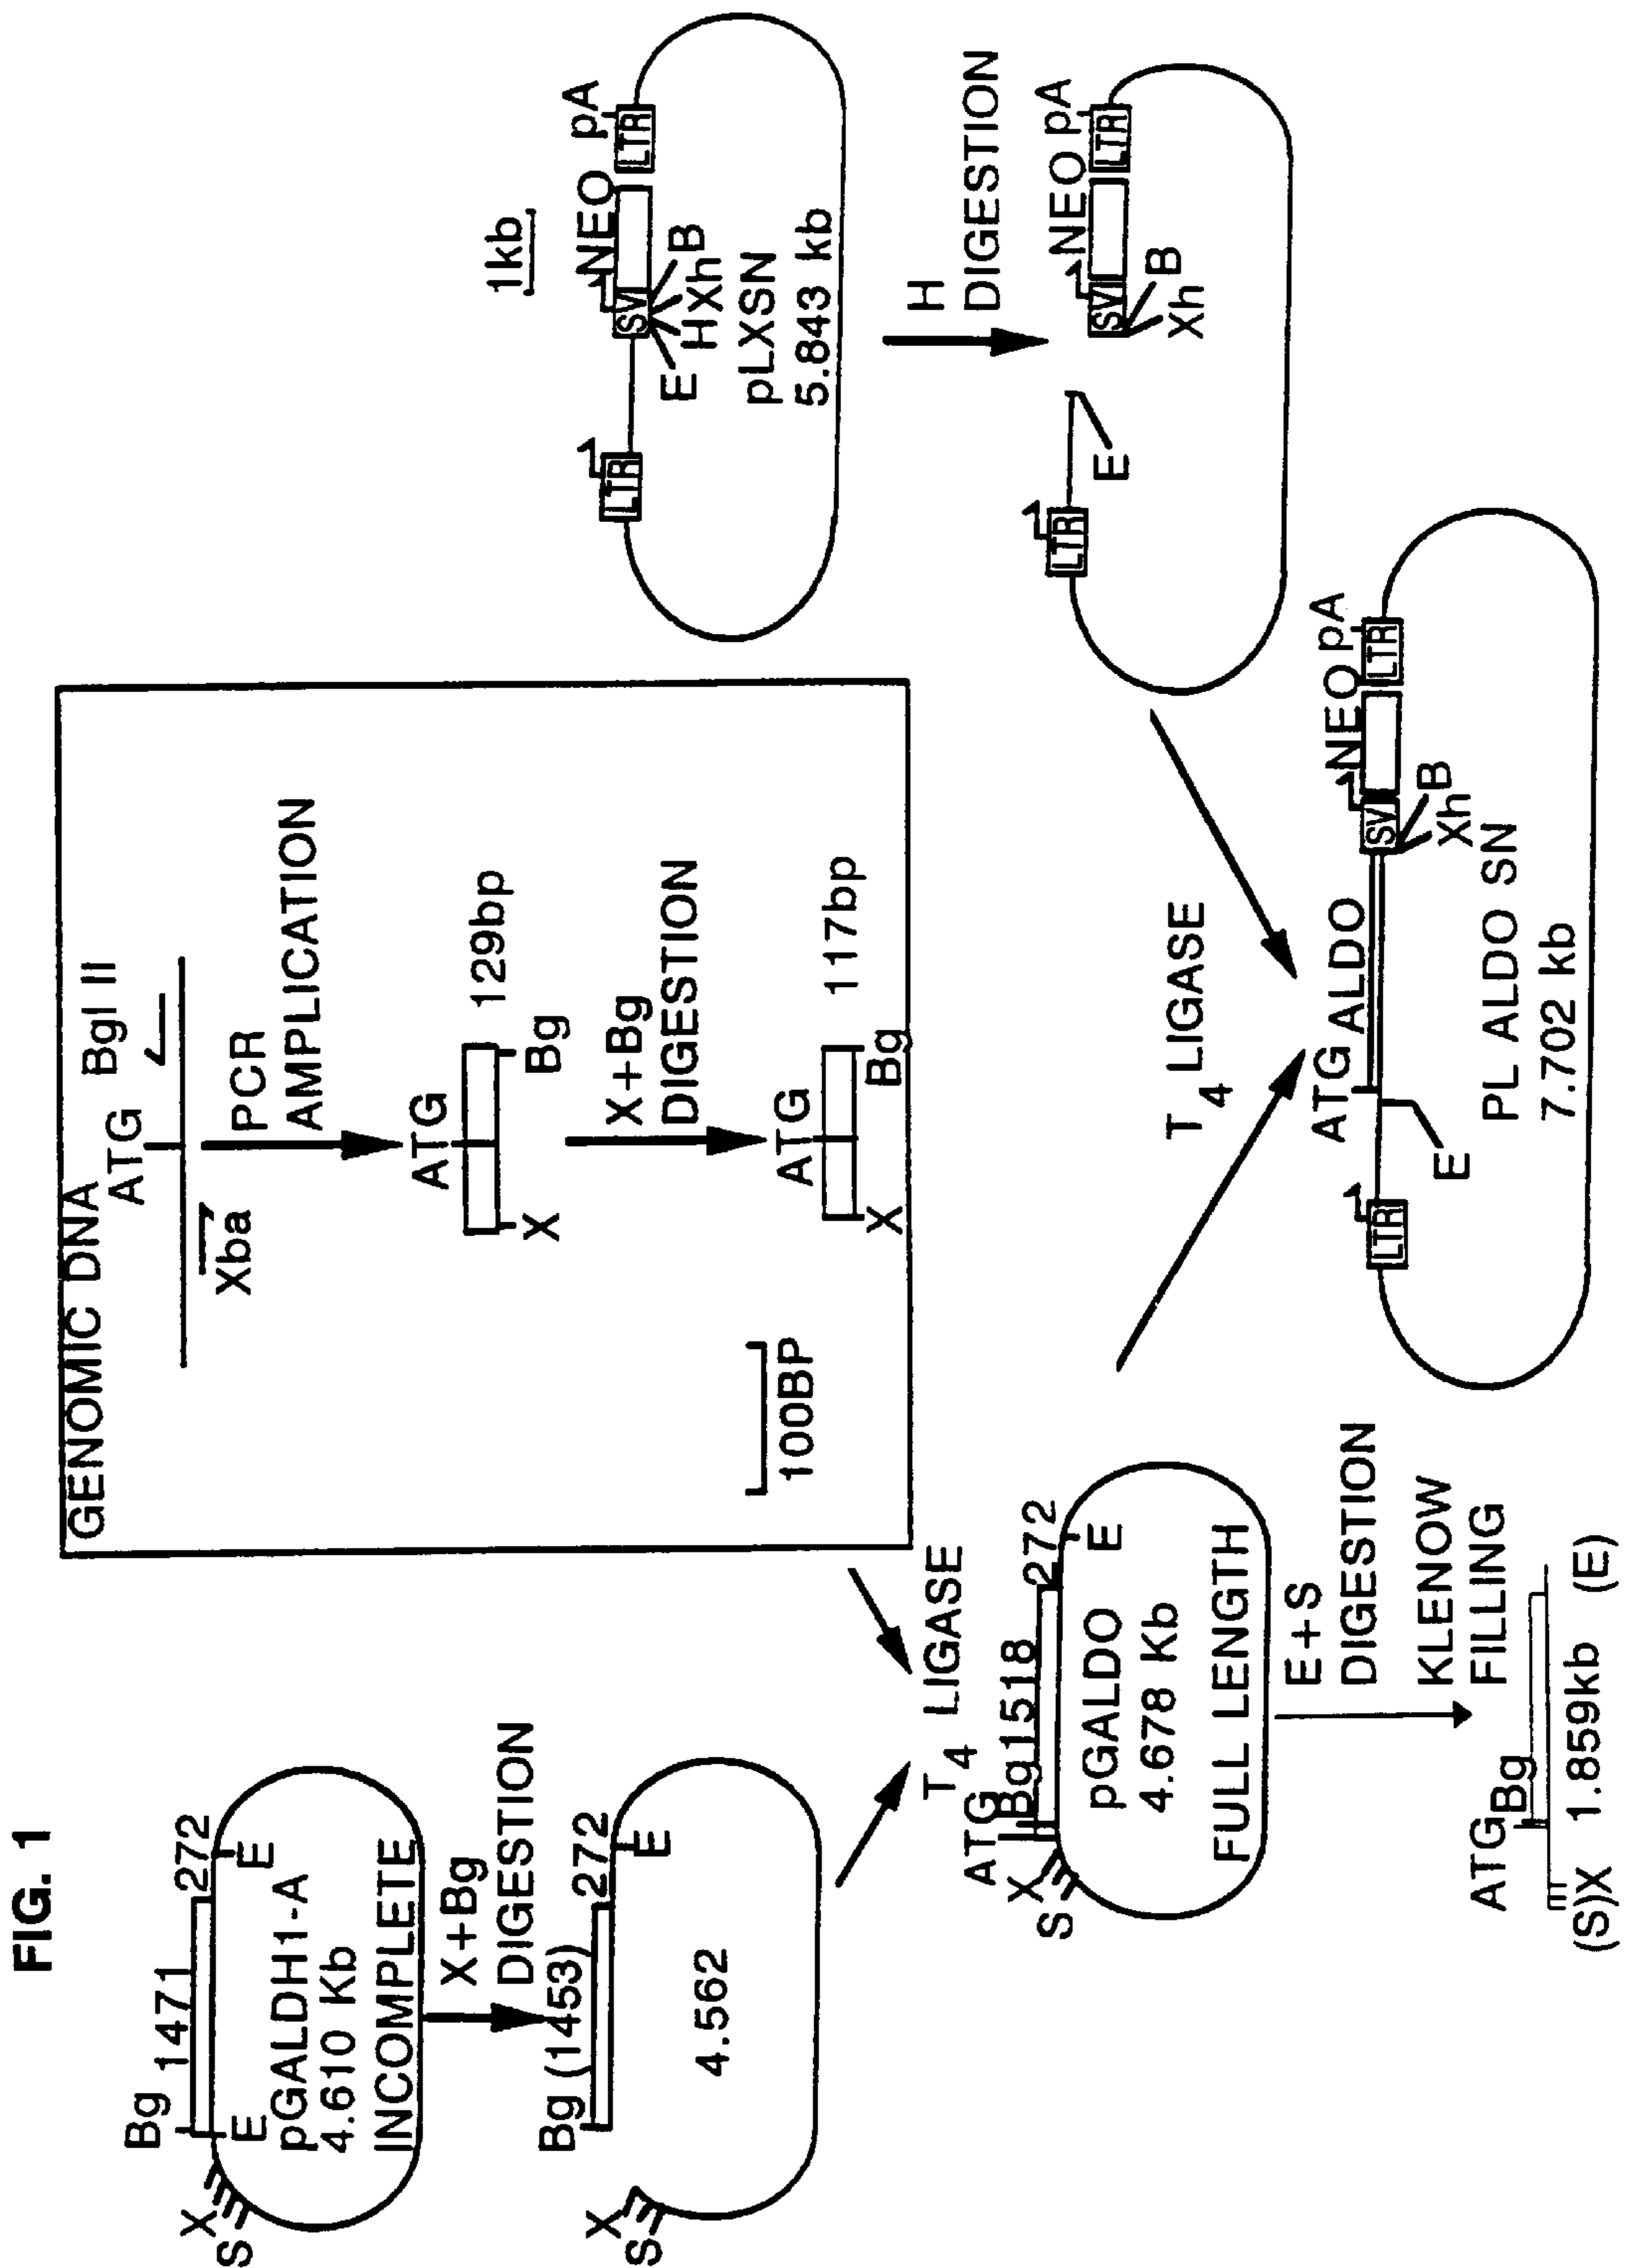 FIG. 1
Bg 1471 272
X
S
E
E
pGALDH1-A
4.610 Kb
INCOMPLETE
X+Bg
DIGESTION
Bg (1453) 272
X
S
E
4.562
GENOMIC DNA
ATG Bgl II
Xba
PCR
AMPLICATION
ATG
X
Bg
129bp
X+Bg
DIGESTION
ATG
X
Bg
117bp
100BP
T4 LIGASE
ATG
Bg1518 272
X
S
E
pGALDO
4.678 Kb
FULL LENGTH
E+S
DIGESTION
KLENOW
FILLING
ATG
Bg
(S)X 1.859kb (E)
1kb
LTR
SV
NEO
pA
LTR
E
H
Xh
B
pLXSN
5.843 kb
H
DIGESTION
LTR
E
SV
NEO
pA
LTR
Xh
B
T4 LIGASE
LTR
E
ATG
ALDO
SV
NEO
pA
LTR
Xh
B
PL ALDO SN
7.702 kb